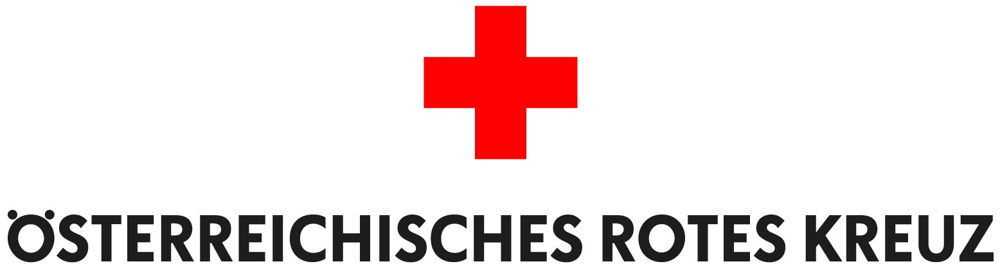 ÖSTERREICHISCHES ROTES KREUZ